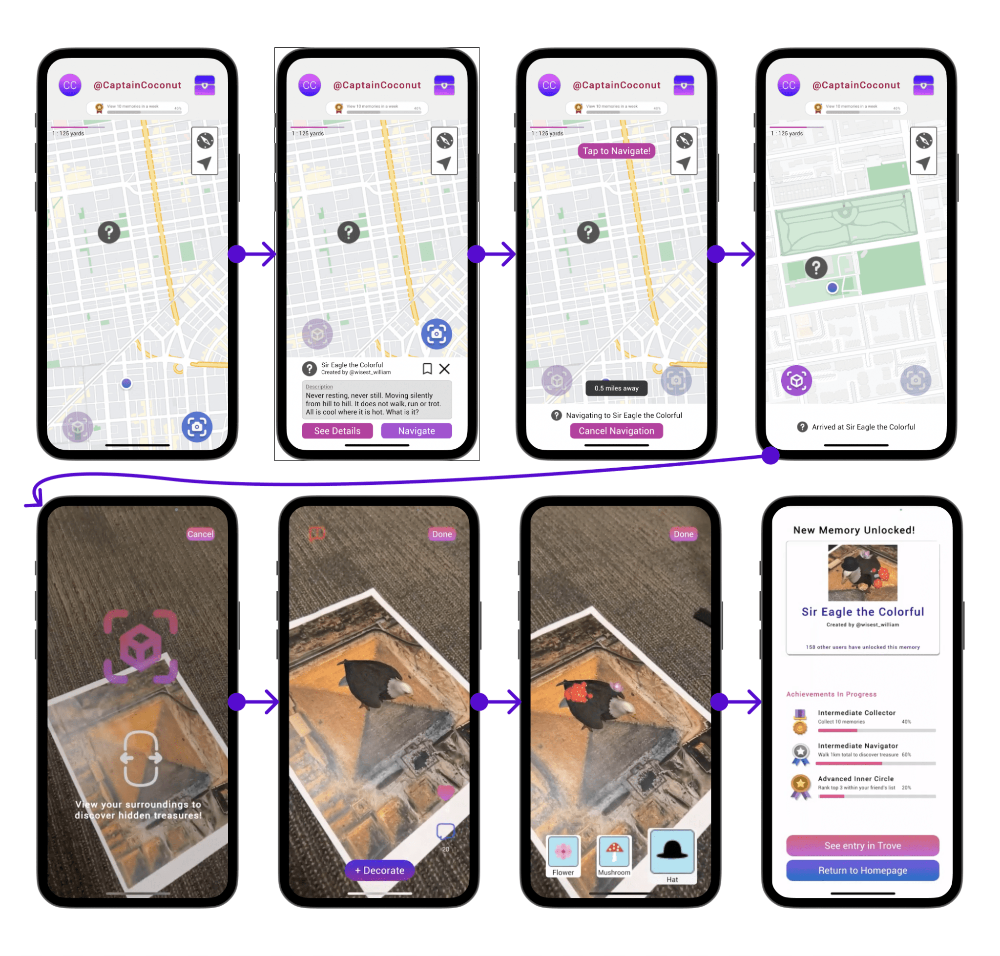 CC @CaptainCoconut
View 10 memories in a week
40%
1 : 125 yards
?
CC @CaptainCoconut
View 10 memories in a week
40%
1 : 125 yards
?
? Sir Eagle the Colorful
Created by @wisest_william
Description
Never resting, never still. Moving silently
from hill to hill. It does not walk, run or trot.
All is cool where it is hot. What is it?
See Details Navigate
CC @CaptainCoconut
View 10 memories in a week
40%
1 : 125 yards
Tap to Navigate!
?
0.5 miles away
? Navigating to Sir Eagle the Colorful
Cancel Navigation
CC @CaptainCoconut
View 10 memories in a week
40%
1 : 125 yards
?
? Arrived at Sir Eagle the Colorful
Cancel
View your surroundings to
discover hidden treasures!
Done
20
+ Decorate
Done
Flower Mushroom Hat
New Memory Unlocked!
Sir Eagle the Colorful
Created by @wisest_william
158 other users have unlocked this memory
Achievements In Progress
Intermediate Collector
Collect 10 memories 40%
Intermediate Navigator
Walk 1km total to discover treasure 60%
Advanced Inner Circle
Rank top 3 within your friend's list 20%
See entry in Trove
Return to Homepage